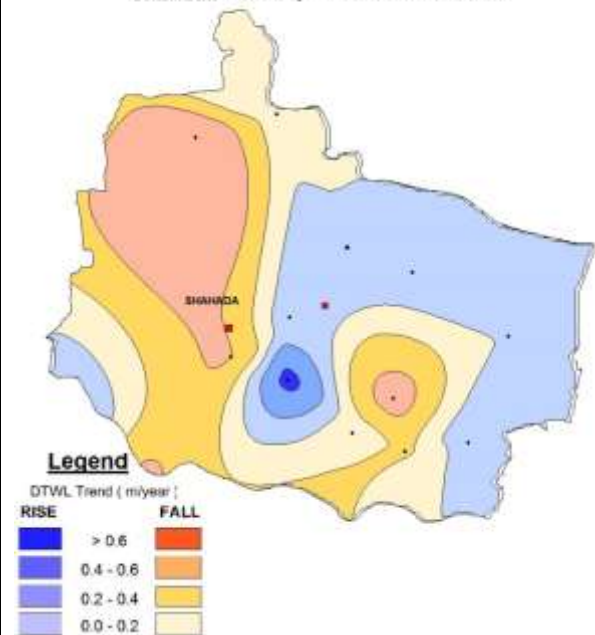 SHAHADA
Legend
DTWL Trend ( m/year )
RISE FALL
> 0.6
0.4 - 0.6
0.2 - 0.4
0.0 - 0.2